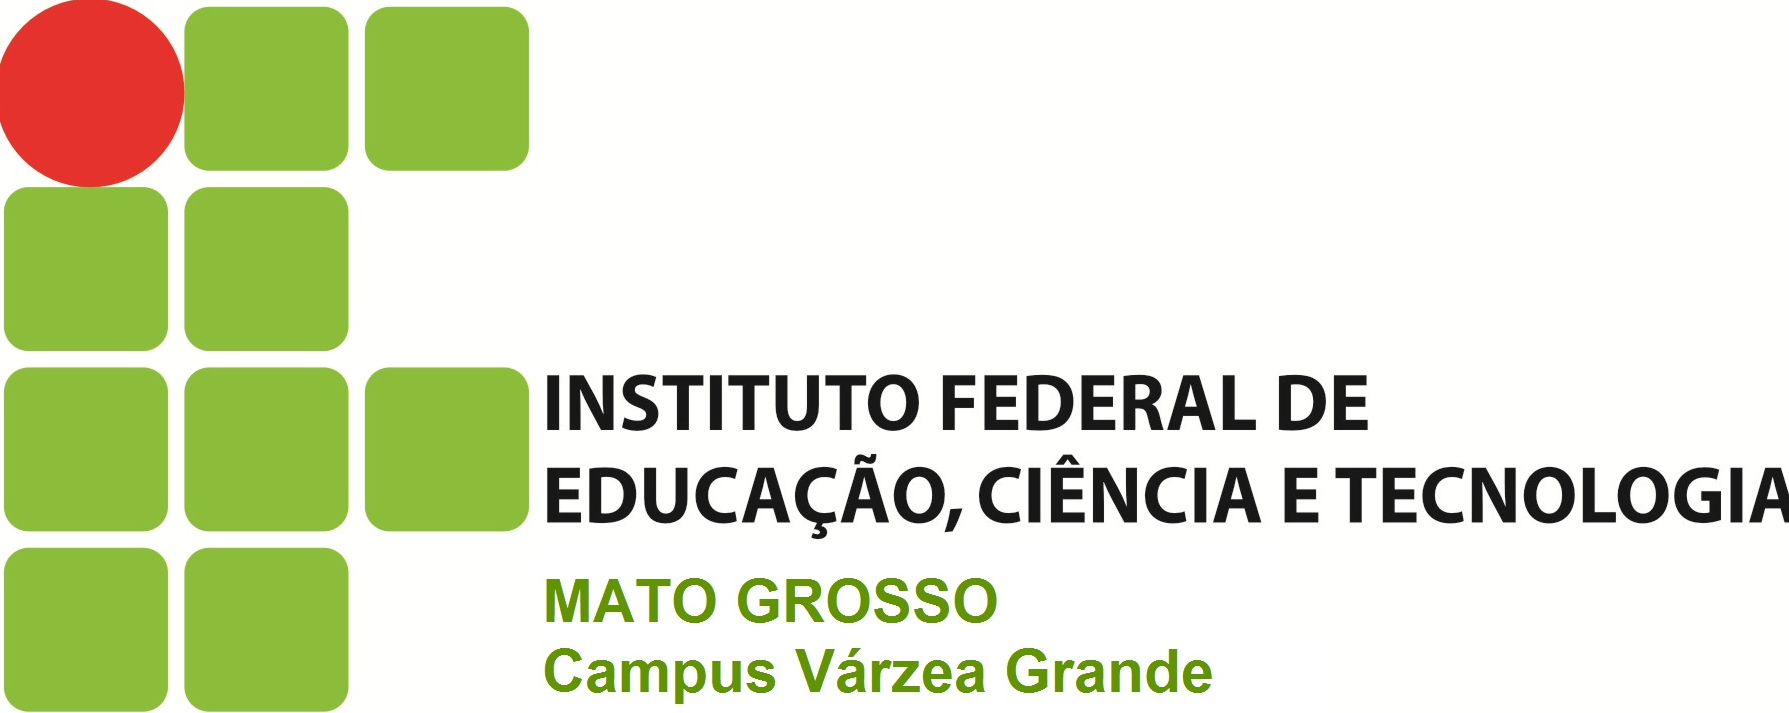 INSTITUTO FEDERAL DE
EDUCAÇÃO, CIÊNCIA E TECNOLOGIA
MATO GROSSO
Campus Várzea Grande